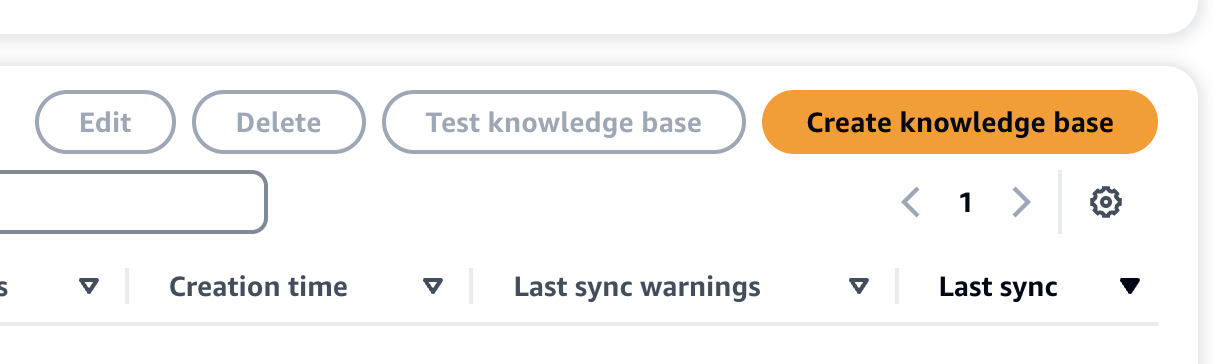 Edit Delete Test knowledge base Create knowledge base
1
s Creation time Last sync warnings Last sync